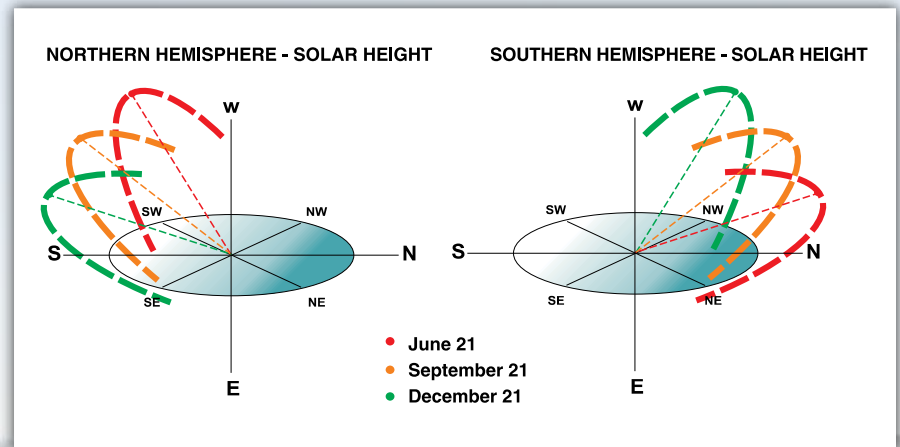 NORTHERN HEMISPHERE - SOLAR HEIGHT
W
SW
NW
S
N
SE
NE
E
SOUTHERN HEMISPHERE - SOLAR HEIGHT
W
SW
NW
S
N
SE
NE
E
June 21
September 21
December 21